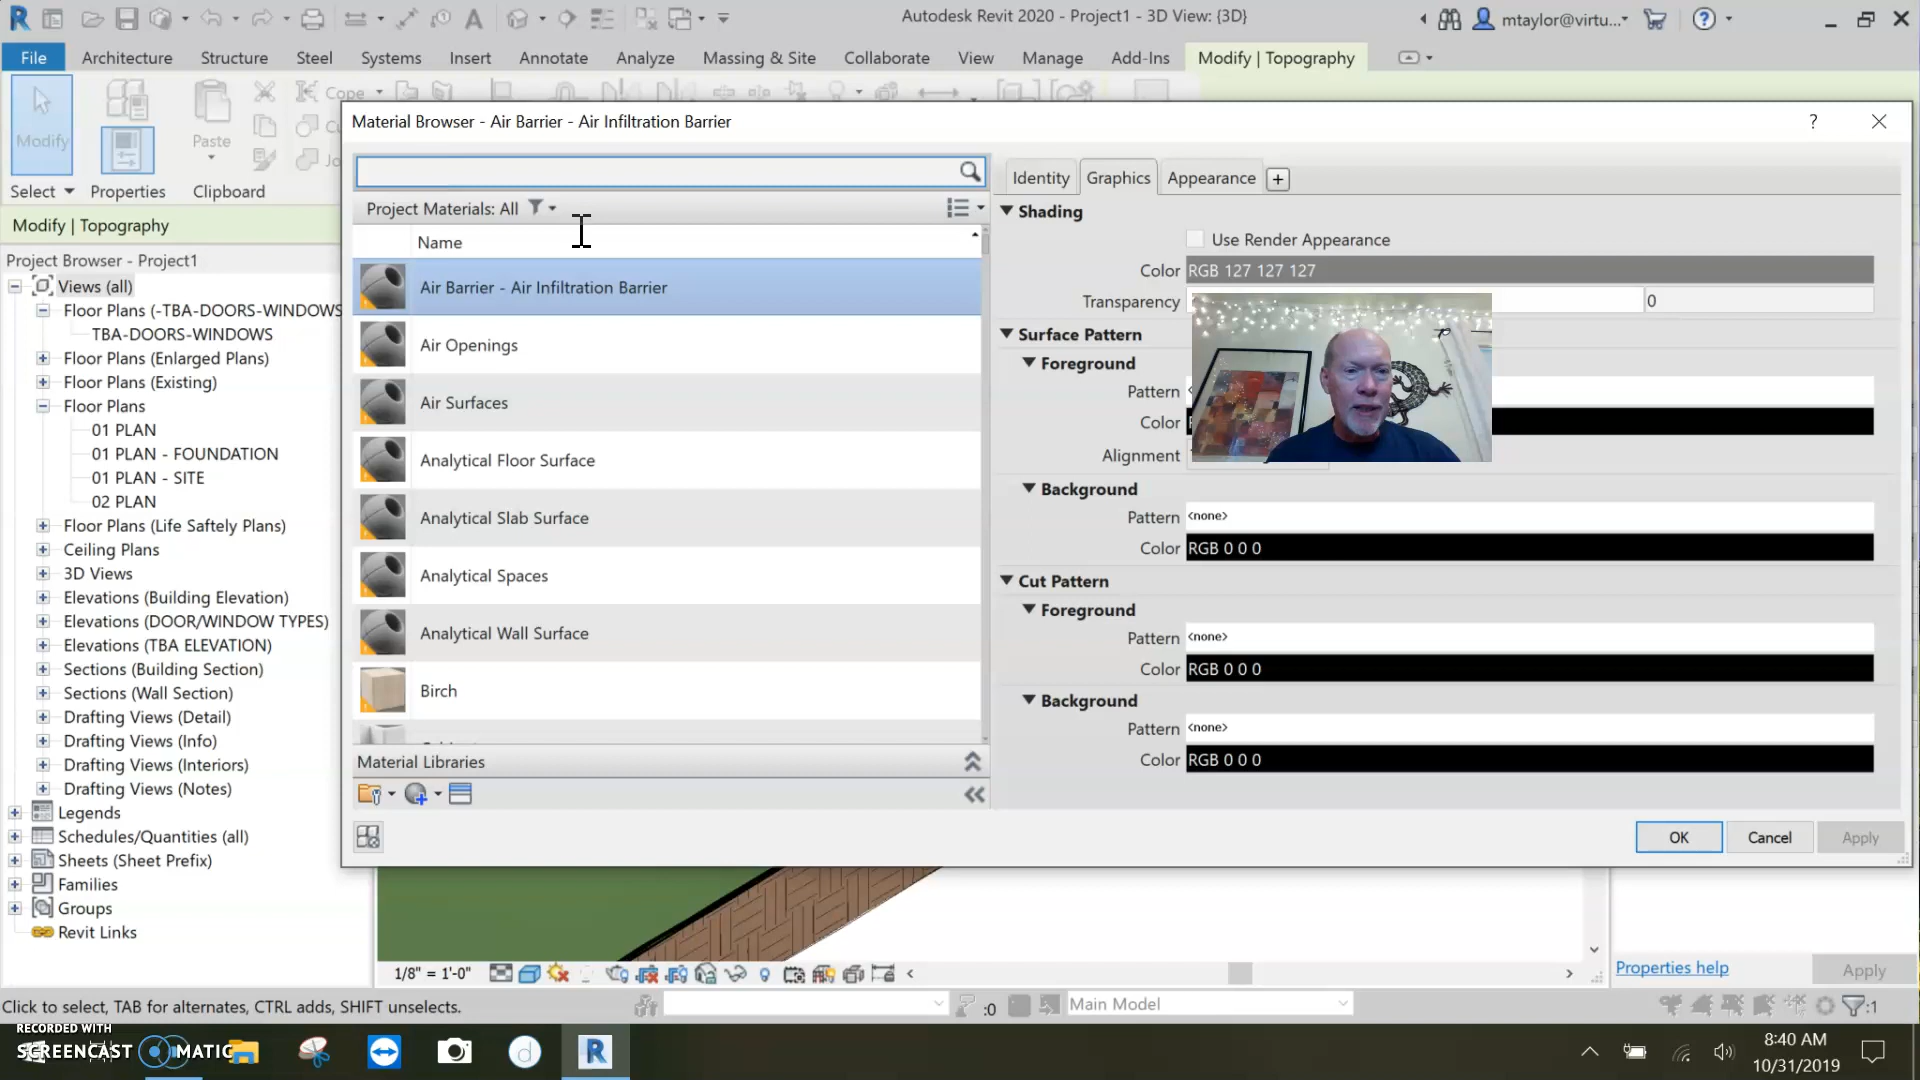 Autodesk Revit 2020 - Project1 - 3D View: {3D}
mtaylor@virtu...
File Architecture Structure Steel Systems Insert Annotate Analyze Massing & Site Collaborate View Manage Add-Ins Modify | Topography
Modify
Cope
Paste
Select Properties Clipboard
Modify | Topography
Project Browser - Project1
Views (all)
Floor Plans (-TBA-DOORS-WINDOWS
TBA-DOORS-WINDOWS
Floor Plans (Enlarged Plans)
Floor Plans (Existing)
Floor Plans
01 PLAN
01 PLAN - FOUNDATION
01 PLAN - SITE
02 PLAN
Floor Plans (Life Saftely Plans)
Ceiling Plans
3D Views
Elevations (Building Elevation)
Elevations (DOOR/WINDOW TYPES)
Elevations (TBA ELEVATION)
Sections (Building Section)
Sections (Wall Section)
Drafting Views (Detail)
Drafting Views (Info)
Drafting Views (Interiors)
Drafting Views (Notes)
Legends
Schedules/Quantities (all)
Sheets (Sheet Prefix)
Families
Groups
Revit Links
Material Browser - Air Barrier - Air Infiltration Barrier
?
Project Materials: All
Name
Air Barrier - Air Infiltration Barrier
Air Openings
Air Surfaces
Analytical Floor Surface
Analytical Slab Surface
Analytical Spaces
Analytical Wall Surface
Birch
Material Libraries
Identity Graphics Appearance +
Shading
Use Render Appearance
Color RGB 127 127 127
Transparency 0
Surface Pattern
Foreground
Pattern
Color
Alignment
Background
Pattern <none>
Color RGB 0 0 0
Cut Pattern
Foreground
Pattern <none>
Color RGB 0 0 0
Background
Pattern <none>
Color RGB 0 0 0
OK Cancel Apply
1/8" = 1'-0"
Properties help Apply
Click to select, TAB for alternates, CTRL adds, SHIFT unselects.
:0
Main Model
:1
RECORDED WITH
SCREENCAST MATIC
8:40 AM
10/31/2019